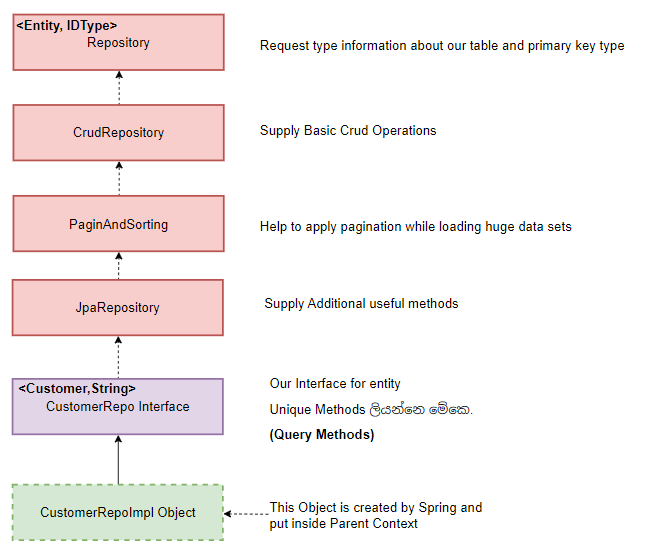 <Entity, IDType>
Repository
Request type information about our table and primary key type
CrudRepository
Supply Basic Crud Operations
PaginAndSorting
Help to apply pagination while loading huge data sets
JpaRepository
Supply Additional useful methods
<Customer,String>
CustomerRepo Interface
Our Interface for entity
Unique Methods ලියන්නෙ මේකෙ.
(Query Methods)
CustomerRepoImpl Object
This Object is created by Spring and
put inside Parent Context